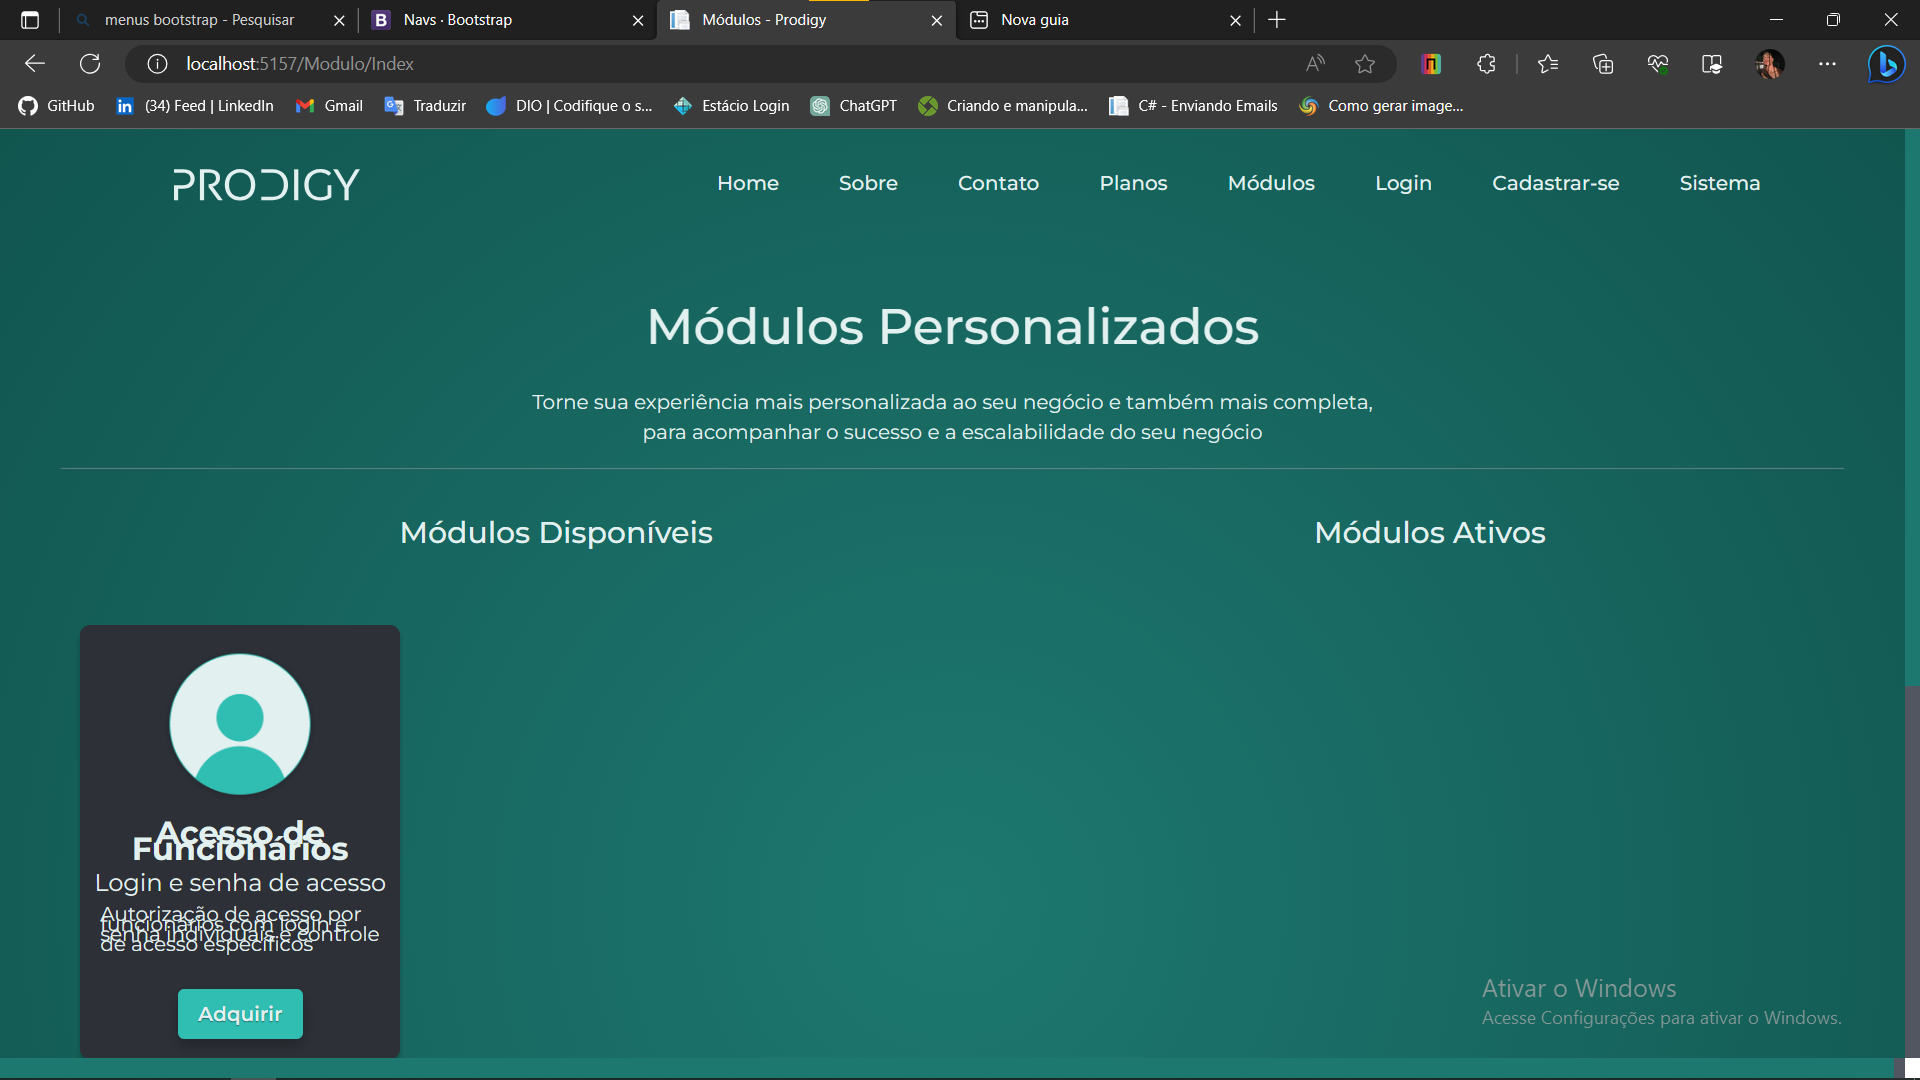 menus bootstrap - Pesquisar
Navs · Bootstrap
Módulos - Prodigy
Nova guia
localhost:5157/Modulo/Index
GitHub
(34) Feed | LinkedIn
Gmail
Traduzir
DIO | Codifique o s...
Estácio Login
ChatGPT
Criando e manipula...
C# - Enviando Emails
Como gerar image...
PRODIGY
Home
Sobre
Contato
Planos
Módulos
Login
Cadastrar-se
Sistema
Módulos Personalizados
Torne sua experiência mais personalizada ao seu negócio e também mais completa,
para acompanhar o sucesso e a escalabilidade do seu negócio
Módulos Disponíveis
Módulos Ativos
Acesso de
Funcionários
Login e senha de acesso
Autorização de acesso por
funcionários com login e
senha individuais e controle
de acesso específicos
Adquirir
Ativar o Windows
Acesse Configurações para ativar o Windows.